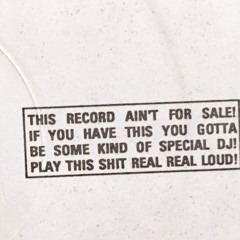 THIS RECORD AIN'T FOR SALE!
IF YOU HAVE THIS YOU GOTTA
BE SOME KIND OF SPECIAL DJ!
PLAY THIS SHIT REAL REAL LOUD!